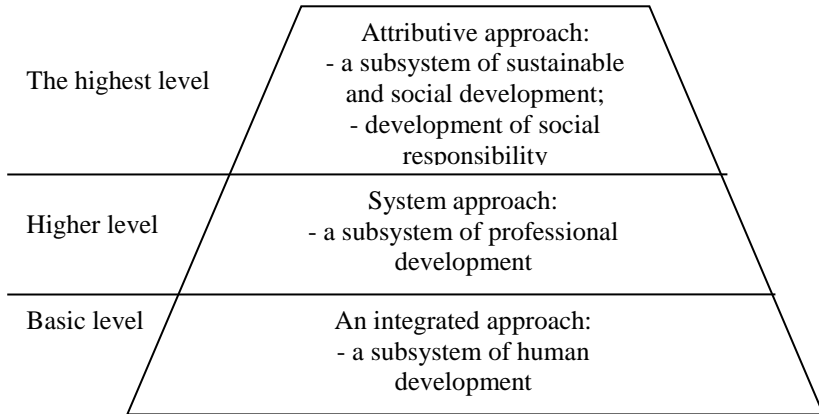 The highest level
Attributive approach:
- a subsystem of sustainable
and social development;
- development of social
responsibility
Higher level
System approach:
- a subsystem of professional
development
Basic level
An integrated approach:
- a subsystem of human
development